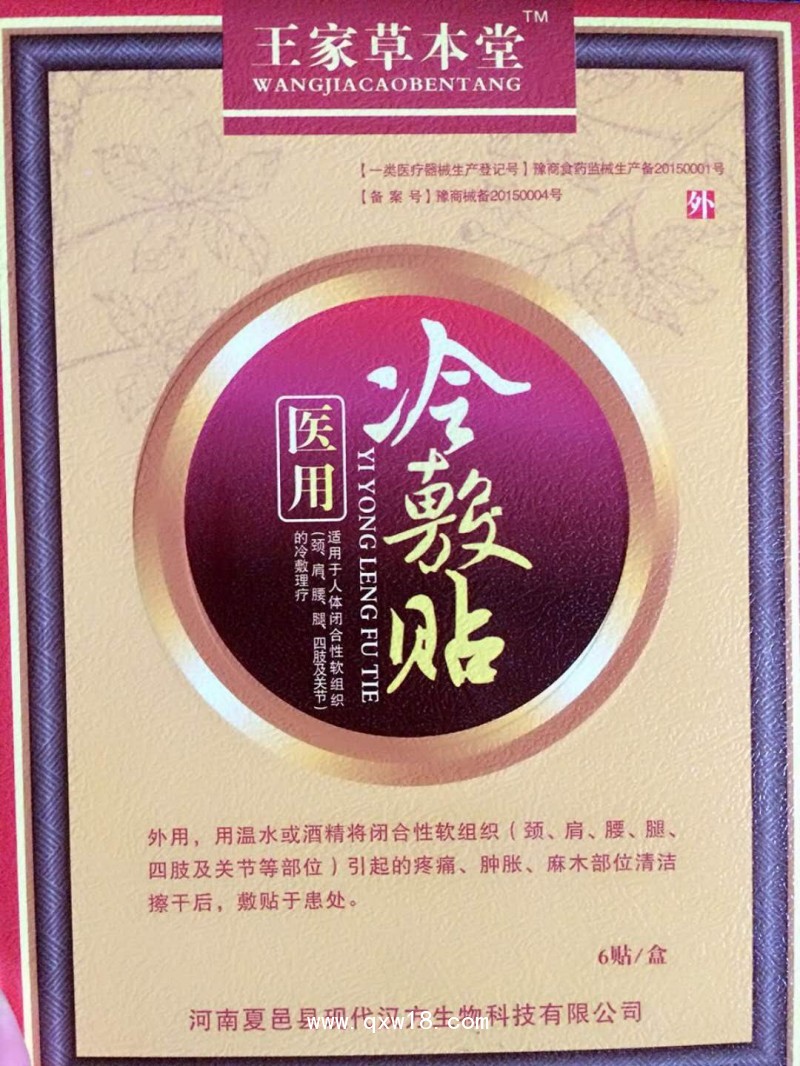 王家草本堂™
WANGJIACAOBENTANG
【一类医疗器械生产登记号】豫商食药监械生产备20150001号
【备案号】豫商械备20150004号
外
冷敷贴
YI YONG LENG FU TIE
医用
适用于人体闭合性软组织
(颈、肩、腰、腿、四肢及关节)
的冷敷理疗
外用，用温水或酒精将闭合性软组织（颈、肩、腰、腿、
四肢及关节等部位）引起的疼痛、肿胀、麻木部位清洁
擦干后，敷贴于患处。
6贴/盒
河南夏邑县现代汉方生物科技有限公司
www.qxw18.com